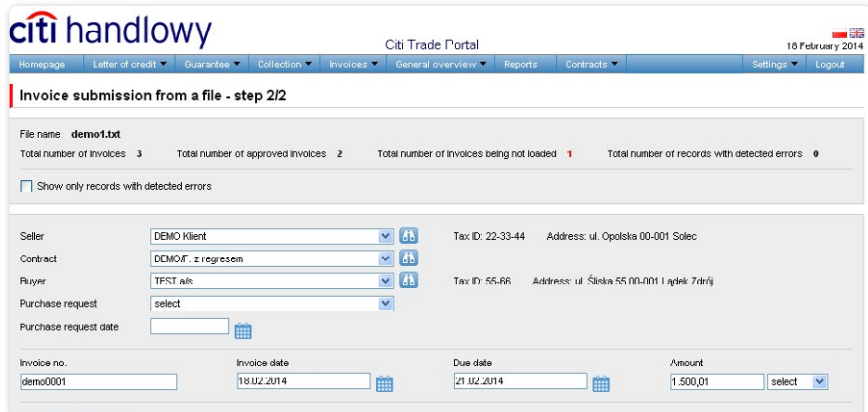 citi handlowy
Citi Trade Portal
18 February 2014
Homepage Letter of credit Guarantee Collection Invoices General overview Reports Contracts Settings Logout
Invoice submission from a file - step 2/2
File name demo1.txt
Total number of invoices 3 Total number of approved invoices 2 Total number of invoices being not loaded 1 Total number of records with detected errors 0
Show only records with detected errors
Seller DEMO Klient Tax ID: 22-33-44 Address: ul. Opolska 00-001 Solec
Contract DEMO/F. z regresem
Buyer TEST a/s Tax ID: 55-66 Address: ul. Śliska 55 00-001 Lądek Zdrój
Purchase request select
Purchase request date
Invoice no. Invoice date Due date Amount
demo0001 18.02.2014 21.02.2014 1.500,01 select